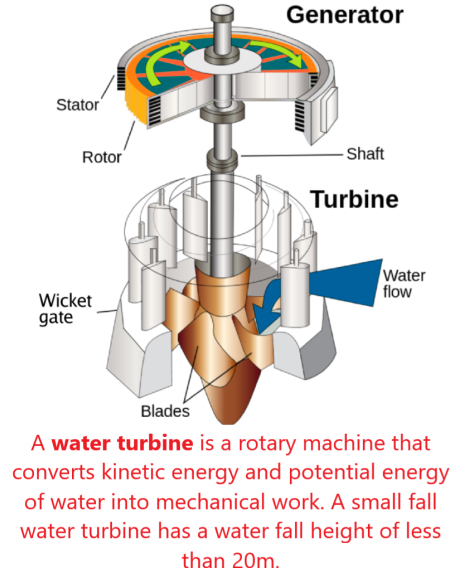 Generator
Stator
Rotor
Shaft
Turbine
Water
flow
Wicket
gate
Blades
A water turbine is a rotary machine that
converts kinetic energy and potential energy
of water into mechanical work. A small fall
water turbine has a water fall height of less
than 20m.